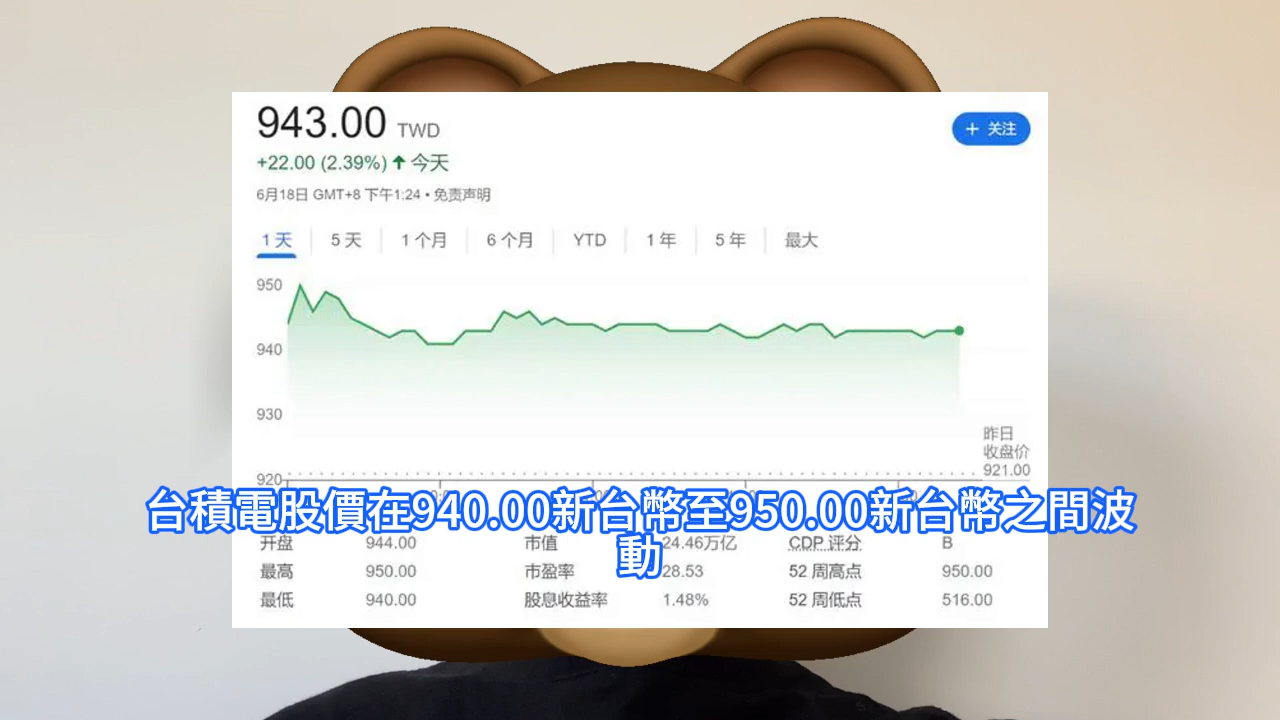 943.00 TWD
+ 关注
+22.00 (2.39%) ↑ 今天
6月18日 GMT+8 下午1:24 • 免责声明
1 天 5 天 1 个月 6 个月 YTD 1 年 5 年 最大
950
940
930
昨日
收盘价
921.00
920
台積電股價在940.00新台幣至950.00新台幣之間波
動
开盘 944.00 市值 24.46万亿 CDP 评分 B
最高 950.00 市盈率 28.53 52 周高点 950.00
最低 940.00 股息收益率 1.48% 52 周低点 516.00